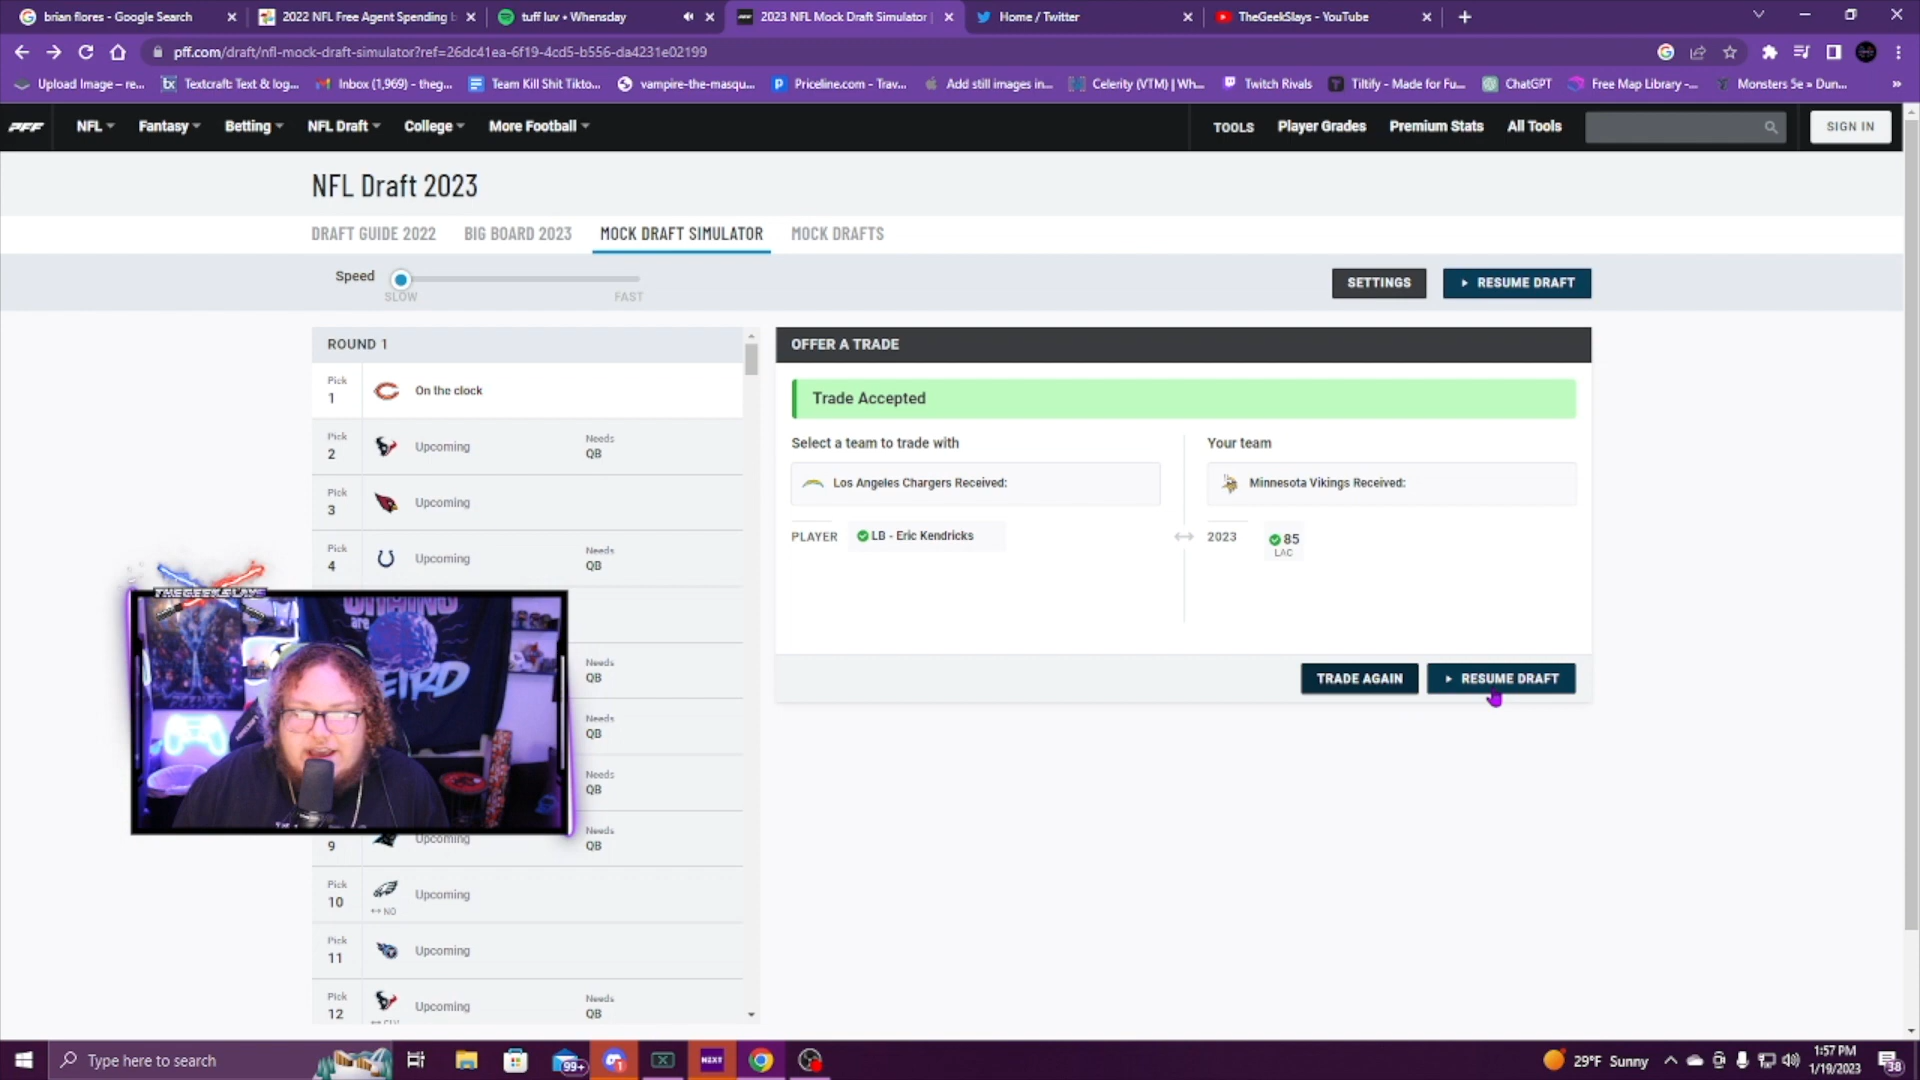 brian flores - Google Search
2022 NFL Free Agent Spending b
tuff luv • Whensday
2023 NFL Mock Draft Simulator |
Home / Twitter
TheGeekSlays - YouTube
pff.com/draft/nfl-mock-draft-simulator?ref=26dc41ea-6f19-4cd5-b556-da4231e02199
Upload Image – re...
Textcraft: Text & log...
Inbox (1,969) – theg...
Team Kill Shit Tikto...
vampire-the-masqu...
Priceline.com - Trav...
Add still images in...
Celerity (VTM) | Wh...
Twitch Rivals
Tiltify - Made for Fu...
ChatGPT
Free Map Library –...
Monsters 5e » Dun...
PFF
NFL
Fantasy
Betting
NFL Draft
College
More Football
TOOLS
Player Grades
Premium Stats
All Tools
SIGN IN
NFL Draft 2023
DRAFT GUIDE 2022
BIG BOARD 2023
MOCK DRAFT SIMULATOR
MOCK DRAFTS
Speed
SLOW
FAST
SETTINGS
RESUME DRAFT
ROUND 1
Pick
1
On the clock
Pick
2
Upcoming
Needs
QB
Pick
3
Upcoming
Pick
4
Upcoming
Needs
QB
Needs
QB
Needs
QB
Needs
QB
9
Upcoming
Needs
QB
Pick
10
↔ NO
Upcoming
Pick
11
Upcoming
Pick
12
Upcoming
Needs
QB
OFFER A TRADE
Trade Accepted
Select a team to trade with
Your team
Los Angeles Chargers Received:
Minnesota Vikings Received:
PLAYER
LB - Eric Kendricks
2023
85
LAC
TRADE AGAIN
RESUME DRAFT
THEGEEKSLAYS
are
WEIRD
Type here to search
99+
1
NEXT
29°F Sunny
1:57 PM
1/19/2023
38